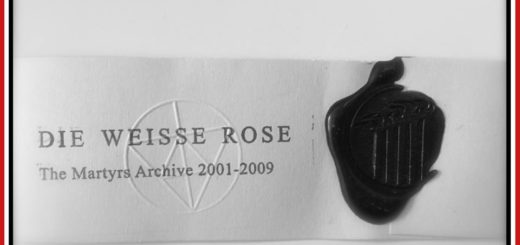 DIE WEISSE ROSE
The Martyrs Archive 2001-2009